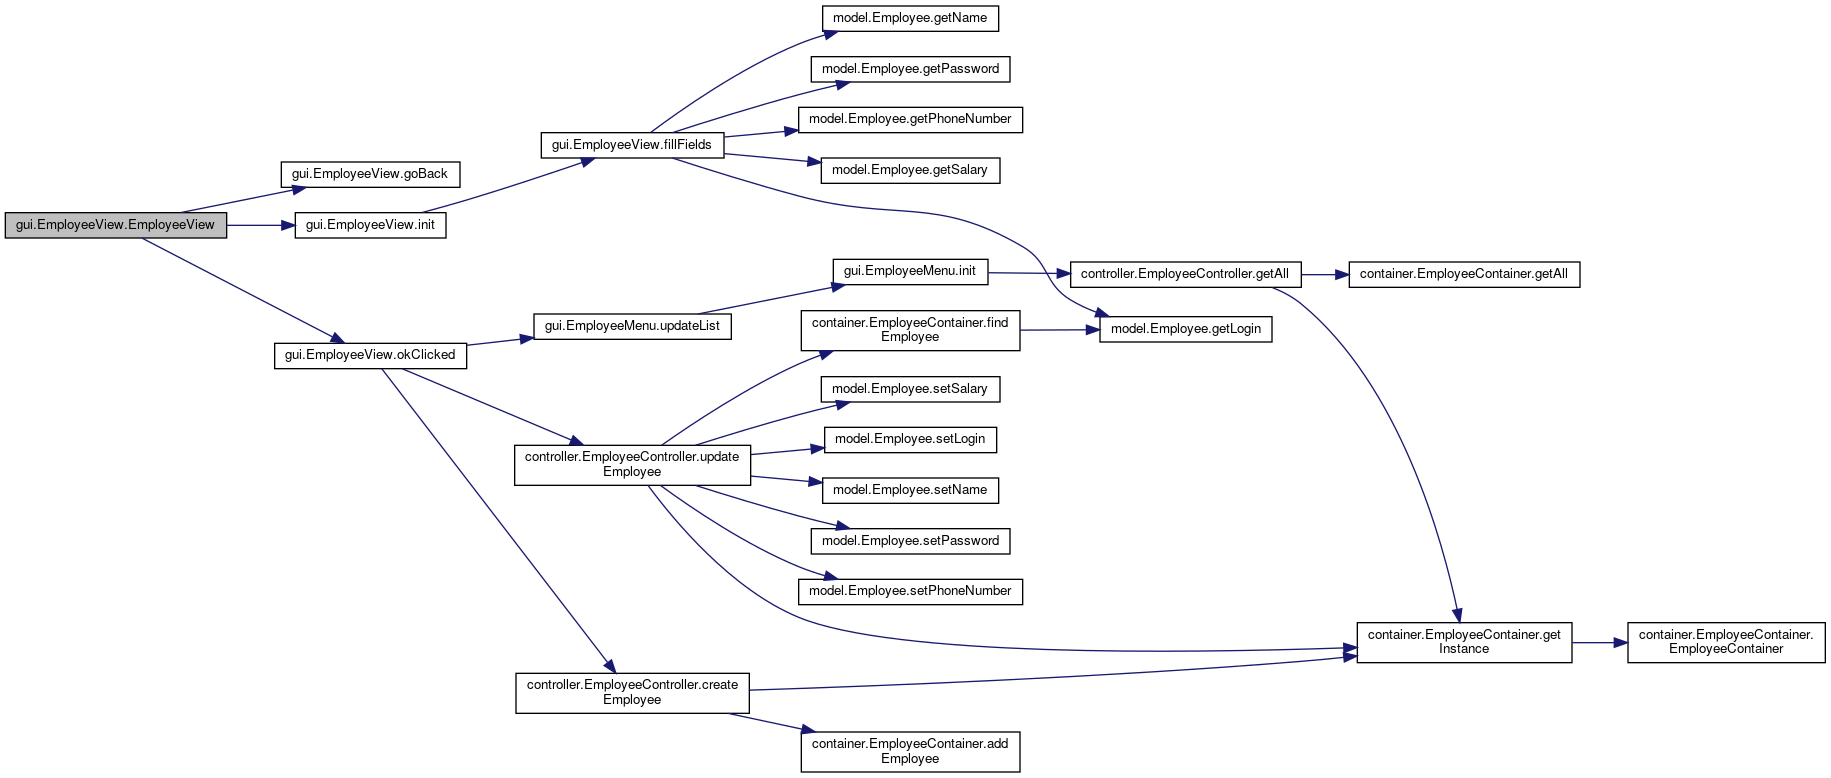 model.Employee.getName
model.Employee.getPassword
model.Employee.getPhoneNumber
gui.EmployeeView.fillFields
model.Employee.getSalary
gui.EmployeeView.goBack
gui.EmployeeView.EmployeeView
gui.EmployeeView.init
gui.EmployeeMenu.init
controller.EmployeeController.getAll
container.EmployeeContainer.getAll
gui.EmployeeMenu.updateList
container.EmployeeContainer.find
Employee
model.Employee.getLogin
gui.EmployeeView.okClicked
model.Employee.setSalary
model.Employee.setLogin
controller.EmployeeController.update
Employee
model.Employee.setName
model.Employee.setPassword
model.Employee.setPhoneNumber
container.EmployeeContainer.get
Instance
container.EmployeeContainer.
EmployeeContainer
controller.EmployeeController.create
Employee
container.EmployeeContainer.add
Employee